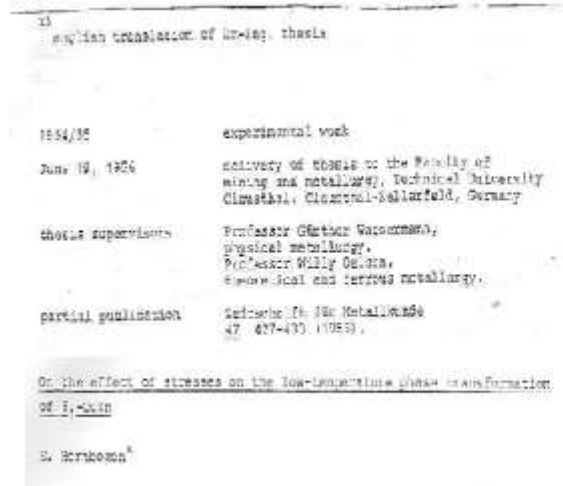 english translation of Dr-Ing. thesis
1954/55 experimental work
June 19, 1956 delivery of thesis to the Faculty of
mining and metallurgy, Technical University
Clausthal, Clausthal-Zellerfeld, Germany
thesis supervisors Professor Günther Wassermann,
physical metallurgy,
Professor Willy Oelsen,
theoretical and ferrous metallurgy.
partial publication Zeitschrift für Metallkunde
47 427-433 (1956).
On the effect of stresses on the low-temperature phase transformation
of
E. Hornbogen